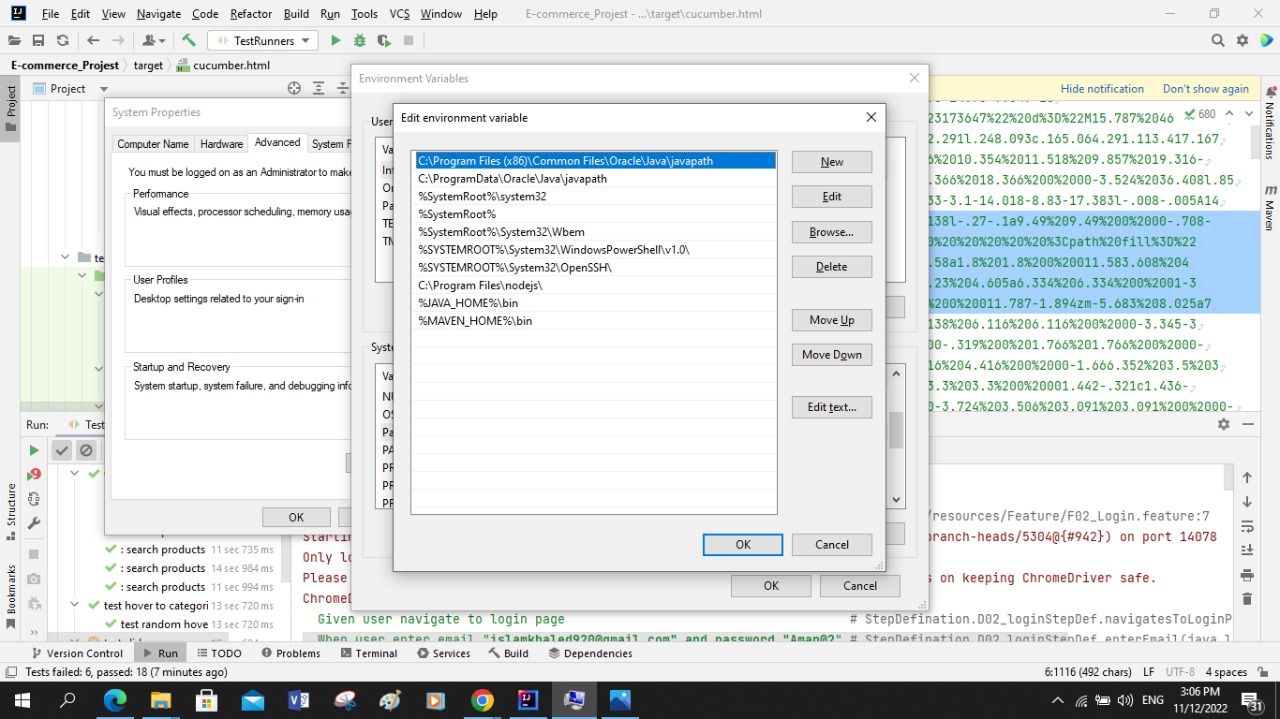 File Edit View Navigate Code Refactor Build Run Tools VCS Window Help E-commerce_Projest - ...\target\cucumber.html
TestRunners
E-commerce_Projest target cucumber.html
Project
Project
Environment Variables
Hide notification Don't show again
Notifications
Maven
System Properties
Computer Name Hardware Advanced
You must be logged on as an Administrator to make
Perfomance
Visual effects, processor scheduling, memory usa
User Profiles
Desktop settings related to your sign-in
Startup and Recovery
System startup, system failure, and debugging info
OK
Edit environment variable
C:\Program Files (x86)\Common Files\Oracle\Java\javapath
C:\ProgramData\Oracle\Java\javapath
%SystemRoot%\system32
%SystemRoot%
%SystemRoot%\System32\Wbem
%SYSTEMROOT%\System32\WindowsPowerShell\v1.0\
%SYSTEMROOT%\System32\OpenSSH\
C:\Program Files\nodejs\
%JAVA_HOME%\bin
%MAVEN_HOME%\bin
New
Edit
Browse...
Delete
Move Up
Move Down
Edit text...
OK Cancel
OK Cancel
23173647%22%20d%3D%22M15.787%2046 680
2.291l.248.093c.165.064.291.113.417.167
%6%2010.354%2011.518%209.857%2019.316-
.366%2018.366%200%2000-3.524%2036.408l.85
33-3.1-14.018-8.83-17.383l-.008-.005A14
138l-.27-.1a9.49%209.49%200%2000-.708-
0%20%20%20%20%20%3Cpath%20fill%3D%22
.58a1.8%201.8%200%20011.583.608%204
.23%204.605a6.334%206.334%200%2001-3
%200%20011.787-1.894zm-5.683%208.025a7
138%206.116%206.116%200%2000-3.345-3
00-.319%200%201.766%201.766%200%2000-
16%204.416%200%2000-1.666.352%203.5%203
3.3%203.3%200%20001.442-.321c1.436-
0-3.724%203.506%203.091%203.091%200%2000-
Run:
: search products 11 sec 735 ms
: search products 14 sec 984 ms
: search products 11 sec 994 ms
test hover to categori 13 sec 720 ms
test random hove 13 sec 720 ms
Structure
Bookmarks
/resources/Feature/F02_Login.feature:7
ranch-heads/5304@{#942}) on port 14078
Only lo
Please s on keeping ChromeDriver safe.
ChromeD
Given user navigate to login page # StepDefination.D02_loginStepDef.navigatesToLoginP
When user enter email "islamkhaled920@gmail.com" and password "Aman02" # StepDefination.D02_loginStepDef.enterEmail(java.l
Version Control Run TODO Problems Terminal Services Build Dependencies
Tests failed: 6, passed: 18 (7 minutes ago) 6:1116 (492 chars) LF UTF-8 4 spaces
ENG 3:06 PM
11/12/2022 31